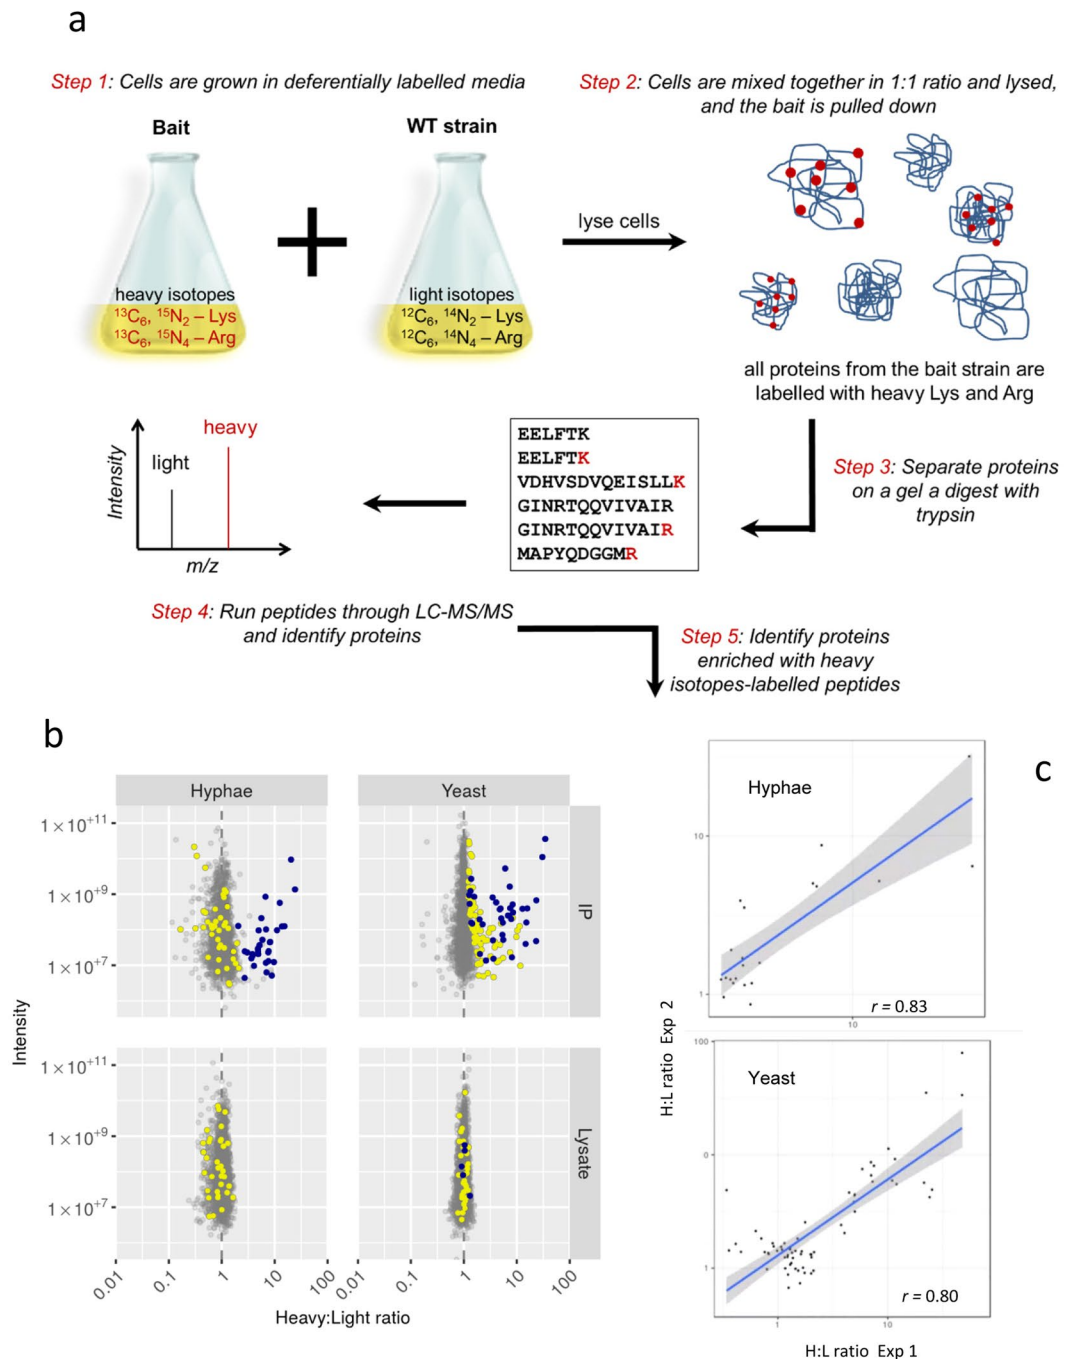 a
Step 1: Cells are grown in deferentially labelled media
Step 2: Cells are mixed together in 1:1 ratio and lysed,
and the bait is pulled down
Bait
WT strain
lyse cells
heavy isotopes
¹³C₆, ¹⁵N₂ – Lys
¹³C₆, ¹⁵N₄ – Arg
light isotopes
¹²C₆, ¹⁴N₂ – Lys
¹²C₆, ¹⁴N₄ – Arg
all proteins from the bait strain are
labelled with heavy Lys and Arg
Step 3: Separate proteins
on a gel a digest with
trypsin
EELFTK
EELFTK
VDHVSDVQEISLLK
GINRTQQVIVAIR
GINRTQQVIVAIR
MAPYQDGGMR
heavy
light
Intensity
m/z
Step 4: Run peptides through LC-MS/MS
and identify proteins
Step 5: Identify proteins
enriched with heavy
isotopes-labelled peptides
b
Hyphae
Yeast
1×10⁺¹¹
1×10⁺⁹
1×10⁺⁷
IP
1×10⁺¹¹
1×10⁺⁹
1×10⁺⁷
Lysate
Intensity
0.01
0.1
1
10
100
0.01
0.1
1
10
100
Heavy:Light ratio
c
Hyphae
10
1
r = 0.83
10
H:L ratio Exp 2
100
Yeast
0
1
r = 0.80
1
10
H:L ratio Exp 1